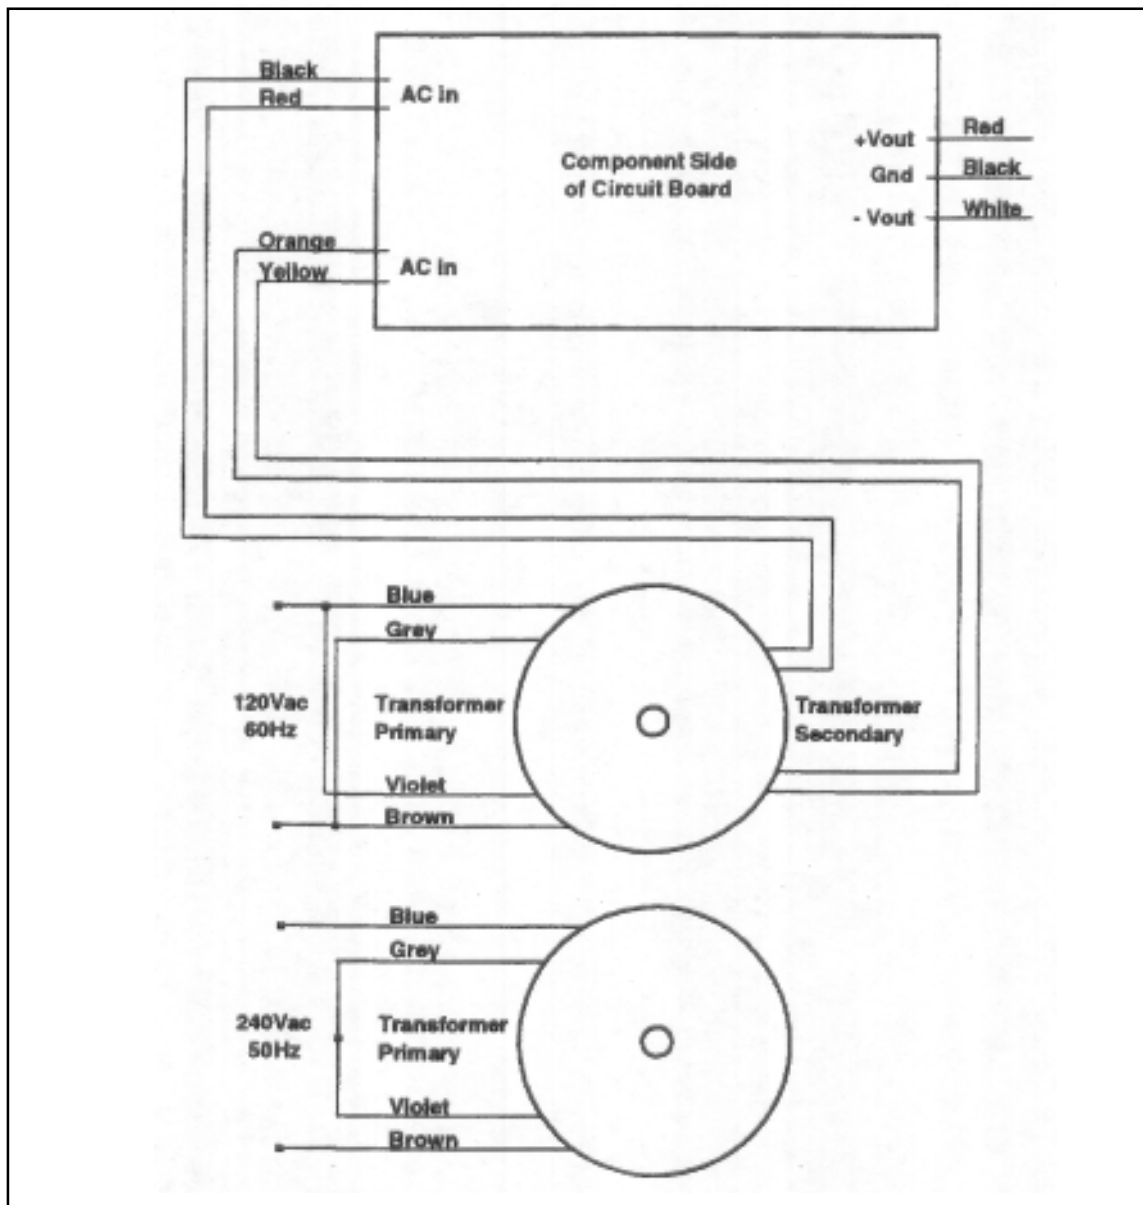 Black
Red
AC in
Component Side
of Circuit Board
+Vout
Red
Gnd
Black
- Vout
White
Orange
Yellow
AC in
Blue
Grey
120Vac
60Hz
Transformer
Primary
Transformer
Secondary
Violet
Brown
Blue
Grey
240Vac
50Hz
Transformer
Primary
Violet
Brown